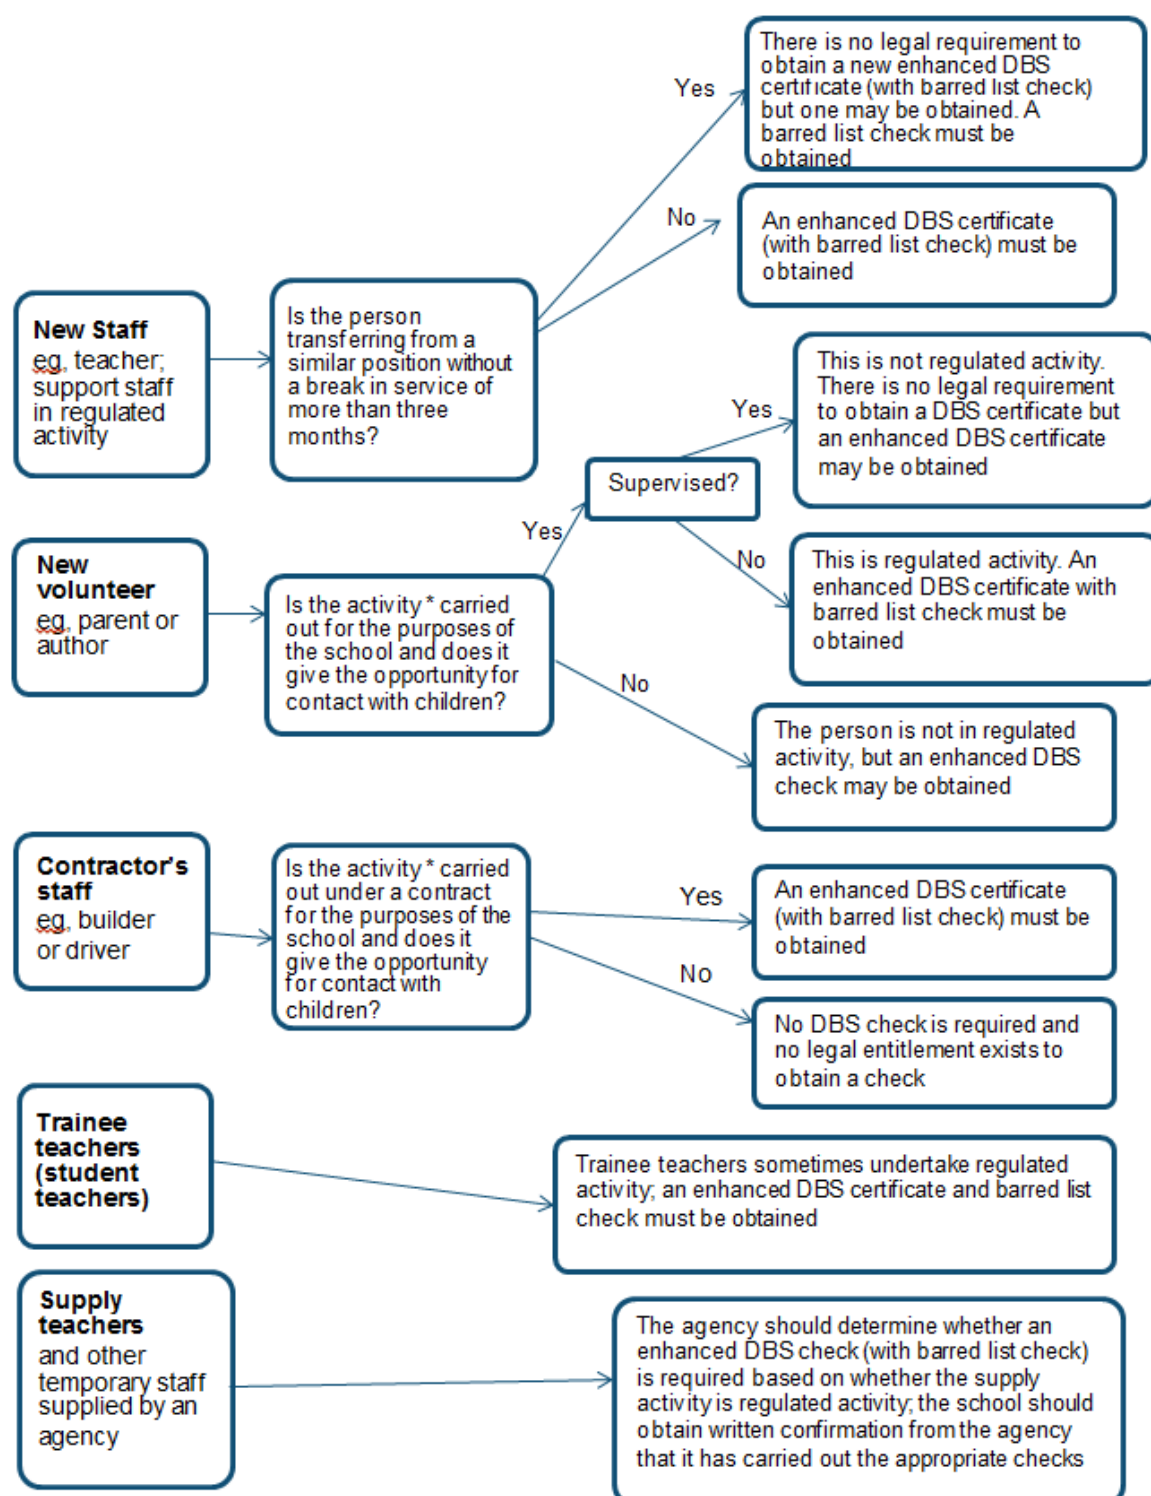 There is no legal requirement to
obtain a new enhanced DBS
certificate (with barred list check)
but one may be obtained. A
barred list check must be
obtained
Yes
No
An enhanced DBS certificate
(with barred list check) must be
obtained
New Staff
eg, teacher;
support staff
in regulated
activity
Is the person
transferring from a
similar position without
a break in service of
more than three
months?
This is not regulated activity.
There is no legal requirement
to obtain a DBS certificate but
an enhanced DBS certificate
may be obtained
Yes
Supervised?
Yes
No
This is regulated activity. An
enhanced DBS certificate with
barred list check must be
obtained
New
volunteer
eg, parent or
author
Is the activity * carried
out for the purposes of
the school and does it
give the opportunity for
contact with children?
No
The person is not in regulated
activity, but an enhanced DBS
check may be obtained
Contractor's
staff
eg, builder
or driver
Is the activity * carried
out under a contract
for the purposes of the
school and does it
give the opportunity
for contact with
children?
Yes
An enhanced DBS certificate
(with barred list check) must be
obtained
No
No DBS check is required and
no legal entitlement exists to
obtain a check
Trainee
teachers
(student
teachers)
Trainee teachers sometimes undertake regulated
activity; an enhanced DBS certificate and barred list
check must be obtained
Supply
teachers
and other
temporary staff
supplied by an
agency
The agency should determine whether an
enhanced DBS check (with barred list check)
is required based on whether the supply
activity is regulated activity; the school should
obtain written confirmation from the agency
that it has carried out the appropriate checks